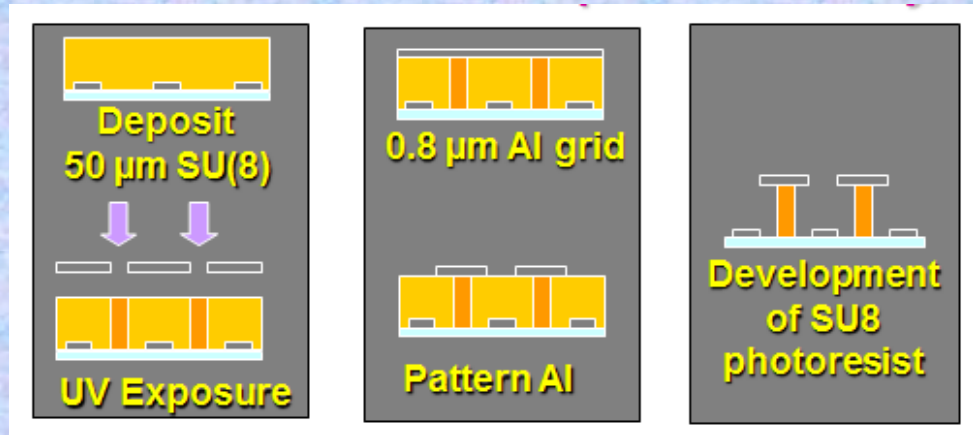 Deposit
50 µm SU(8)
UV Exposure
0.8 µm Al grid
Pattern Al
Development
of SU8
photoresist